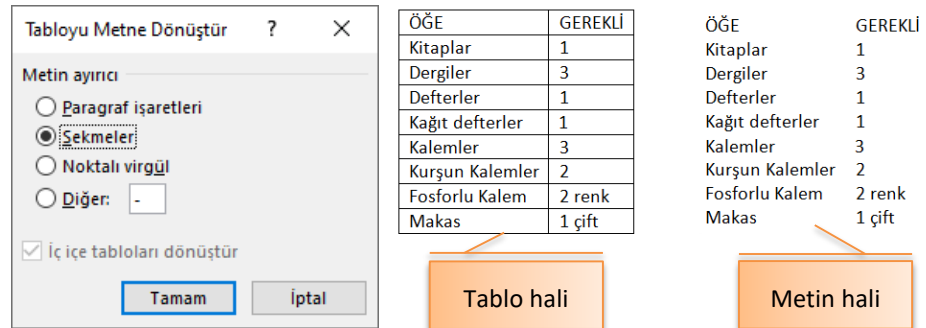 Tabloyu Metne Dönüştür ? ×
Metin ayırıcı
Paragraf işaretleri
Sekmeler
Noktalı virgül
Diğer: -
İç içe tabloları dönüştür
Tamam İptal
ÖĞE GEREKLİ
Kitaplar 1
Dergiler 3
Defterler 1
Kağıt defterler 1
Kalemler 3
Kurşun Kalemler 2
Fosforlu Kalem 2 renk
Makas 1 çift
Tablo hali
ÖĞE GEREKLİ
Kitaplar 1
Dergiler 3
Defterler 1
Kağıt defterler 1
Kalemler 3
Kurşun Kalemler 2
Fosforlu Kalem 2 renk
Makas 1 çift
Metin hali